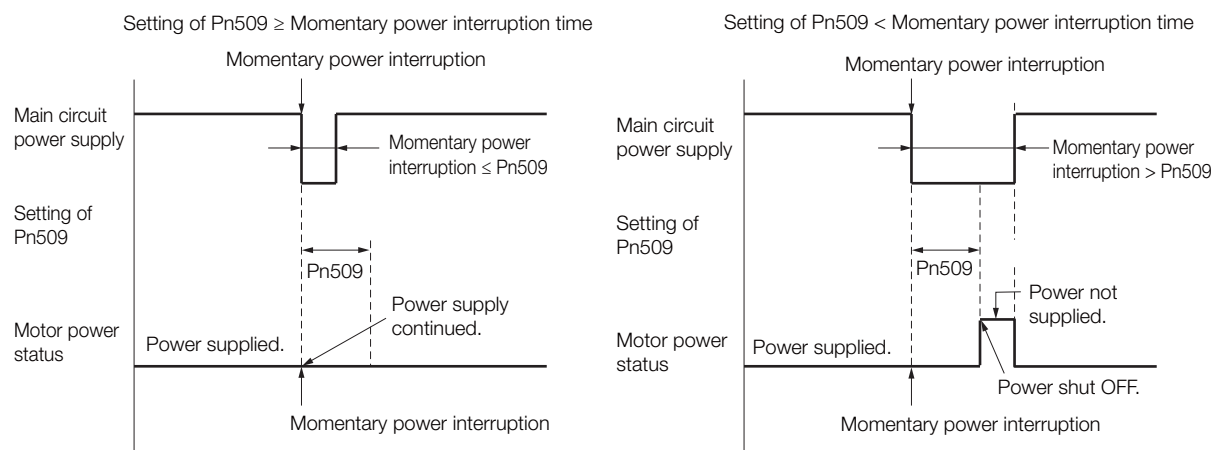 Setting of Pn509 ≥ Momentary power interruption time
Momentary power interruption
Main circuit
power supply
Momentary power
interruption ≤ Pn509
Setting of
Pn509
Pn509
Power supply
continued.
Motor power
status
Power supplied.
Momentary power interruption
Setting of Pn509 < Momentary power interruption time
Momentary power interruption
Main circuit
power supply
Momentary power
interruption > Pn509
Setting of
Pn509
Pn509
Power not
supplied.
Motor power
status
Power supplied.
Power shut OFF.
Momentary power interruption